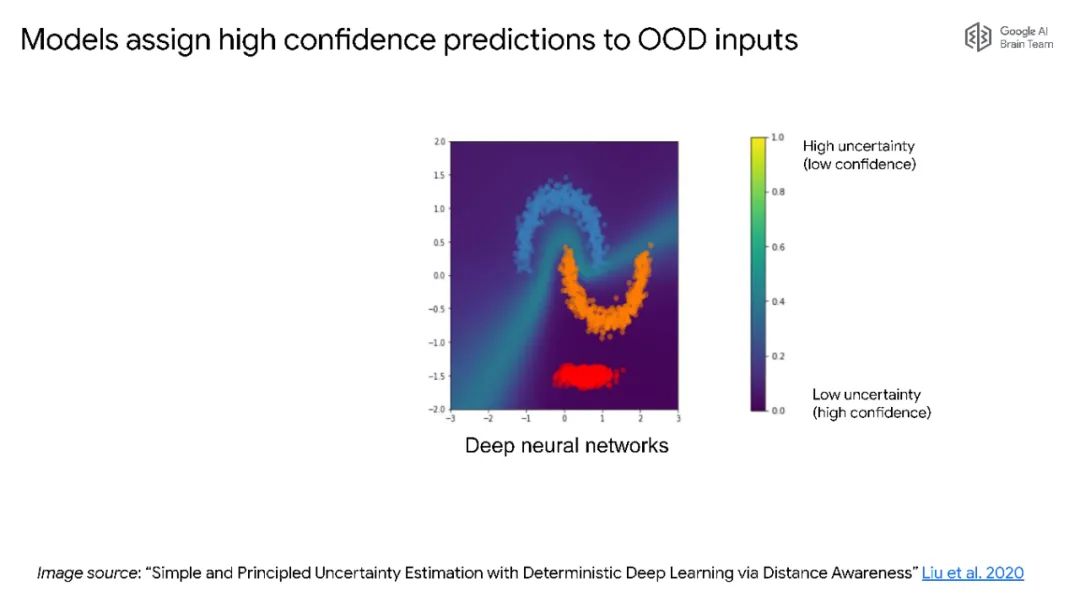 Models assign high confidence predictions to OOD inputs
Google AI
Brain Team
2.0
1.5
1.0
0.5
0.0
−0.5
−1.0
−1.5
−2.0
−3
−2
−1
0
1
2
3
Deep neural networks
1.0
0.8
0.6
0.4
0.2
0.0
High uncertainty
(low confidence)
Low uncertainty
(high confidence)
Image source: “Simple and Principled Uncertainty Estimation with Deterministic Deep Learning via Distance Awareness” Liu et al. 2020